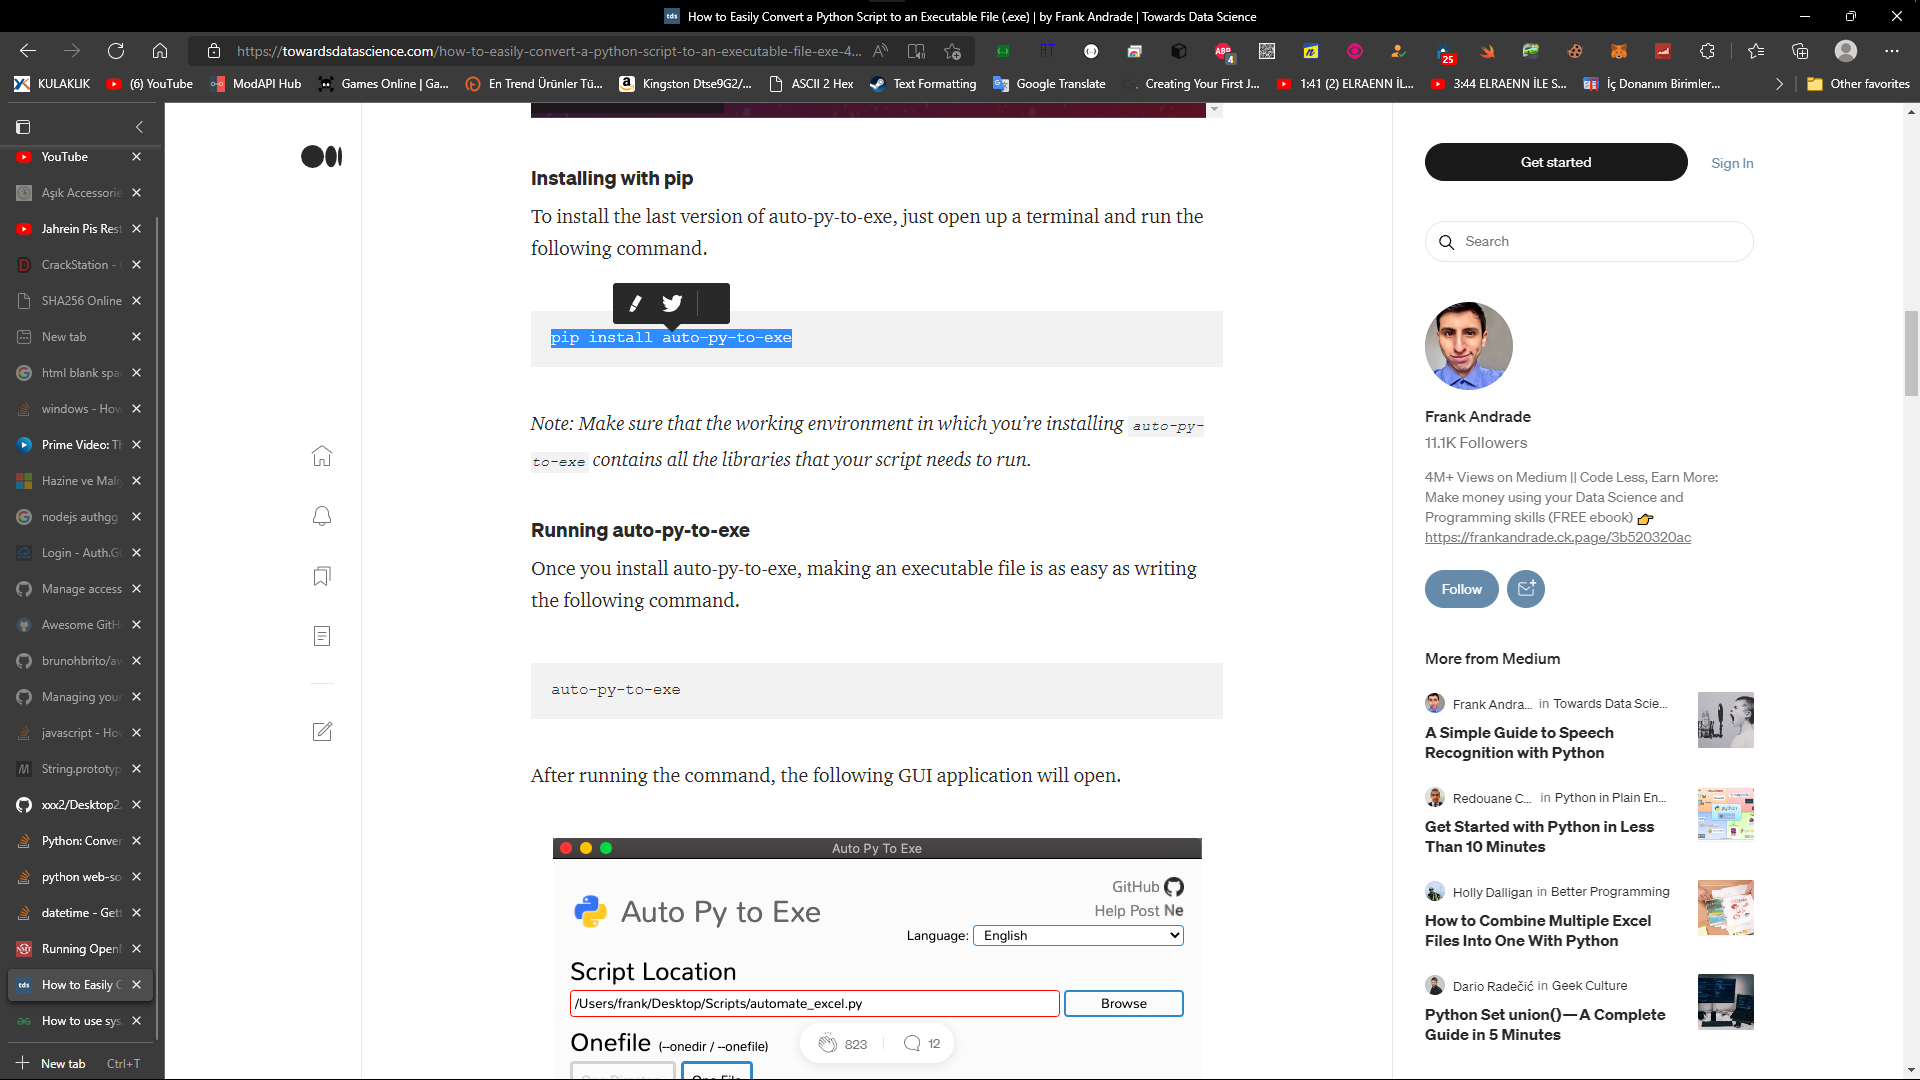 How to Easily Convert a Python Script to an Executable File (.exe) | by Frank Andrade | Towards Data Science
https://towardsdatascience.com/how-to-easily-convert-a-python-script-to-an-executable-file-exe-4...
KULAKLIK
(6) YouTube
ModAPI Hub
Games Online | Ga...
En Trend Ürünler Tü...
Kingston Dtse9G2/...
ASCII 2 Hex
Text Formatting
Google Translate
Creating Your First J...
1:41 (2) ELRAENN İL...
3:44 ELRAENN İLE S...
İç Donanım Birimler...
Other favorites
YouTube
Aşık Accessorie
Jahrein Pis Rest
CrackStation -
SHA256 Online
New tab
html blank spa
windows - How
Prime Video: Th
Hazine ve Mali
nodejs authgg
Login - Auth.G
Manage access
Awesome GitH
brunohbrito/aw
Managing your
javascript - Hov
String.prototyp
xxx2/Desktop2
Python: Conver
python web-so
datetime - Get
Running Open
How to Easily C
How to use sys
New tab Ctrl+T
Installing with pip
To install the last version of auto-py-to-exe, just open up a terminal and run the
following command.
pip install auto-py-to-exe
Note: Make sure that the working environment in which you’re installing auto-py-
to-exe contains all the libraries that your script needs to run.
Running auto-py-to-exe
Once you install auto-py-to-exe, making an executable file is as easy as writing
the following command.
auto-py-to-exe
After running the command, the following GUI application will open.
Auto Py To Exe
GitHub
Auto Py to Exe
Help Post Ne
Language: English
Script Location
/Users/frank/Desktop/Scripts/automate_excel.py
Browse
Onefile (--onedir / --onefile)
823
12
One Directory
One File
Get started
Sign In
Search
Frank Andrade
11.1K Followers
4M+ Views on Medium || Code Less, Earn More:
Make money using your Data Science and
Programming skills (FREE ebook) 👉
https://frankandrade.ck.page/3b520320ac
Follow
More from Medium
Frank Andra... in Towards Data Scie...
A Simple Guide to Speech
Recognition with Python
Redouane C... in Python in Plain En...
Get Started with Python in Less
Than 10 Minutes
Holly Dalligan in Better Programming
How to Combine Multiple Excel
Files Into One With Python
Dario Radečić in Geek Culture
Python Set union() — A Complete
Guide in 5 Minutes